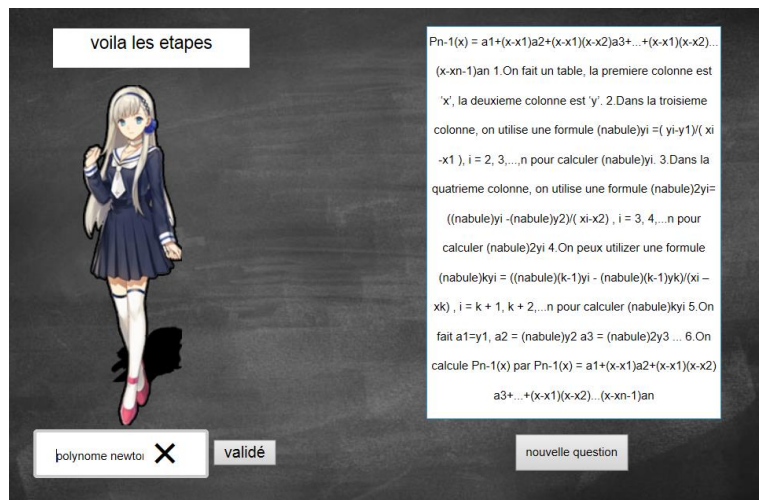 voila les etapes
Pn-1(x) = a1+(x-x1)a2+(x-x1)(x-x2)a3+...+(x-x1)(x-x2)...
(x-xn-1)an 1.On fait un table, la premiere colonne est
'x', la deuxieme colonne est 'y'. 2.Dans la troisieme
colonne, on utilise une formule (nabule)yi =( yi-y1)/( xi
-x1 ), i = 2, 3,...,n pour calculer (nabule)yi. 3.Dans la
quatrieme colonne, on utilise une formule (nabule)2yi=
((nabule)yi -(nabule)y2)/( xi-x2) , i = 3, 4,...n pour
calculer (nabule)2yi 4.On peux utilizer une formule
(nabule)kyi = ((nabule)(k-1)yi - (nabule)(k-1)yk)/(xi –
xk) , i = k + 1, k + 2,...n pour calculer (nabule)kyi 5.On
fait a1=y1, a2 = (nabule)y2 a3 = (nabule)2y3 ... 6.On
calcule Pn-1(x) par Pn-1(x) = a1+(x-x1)a2+(x-x1)(x-x2)
a3+...+(x-x1)(x-x2)...(x-xn-1)an
polynome newto
validé
nouvelle question